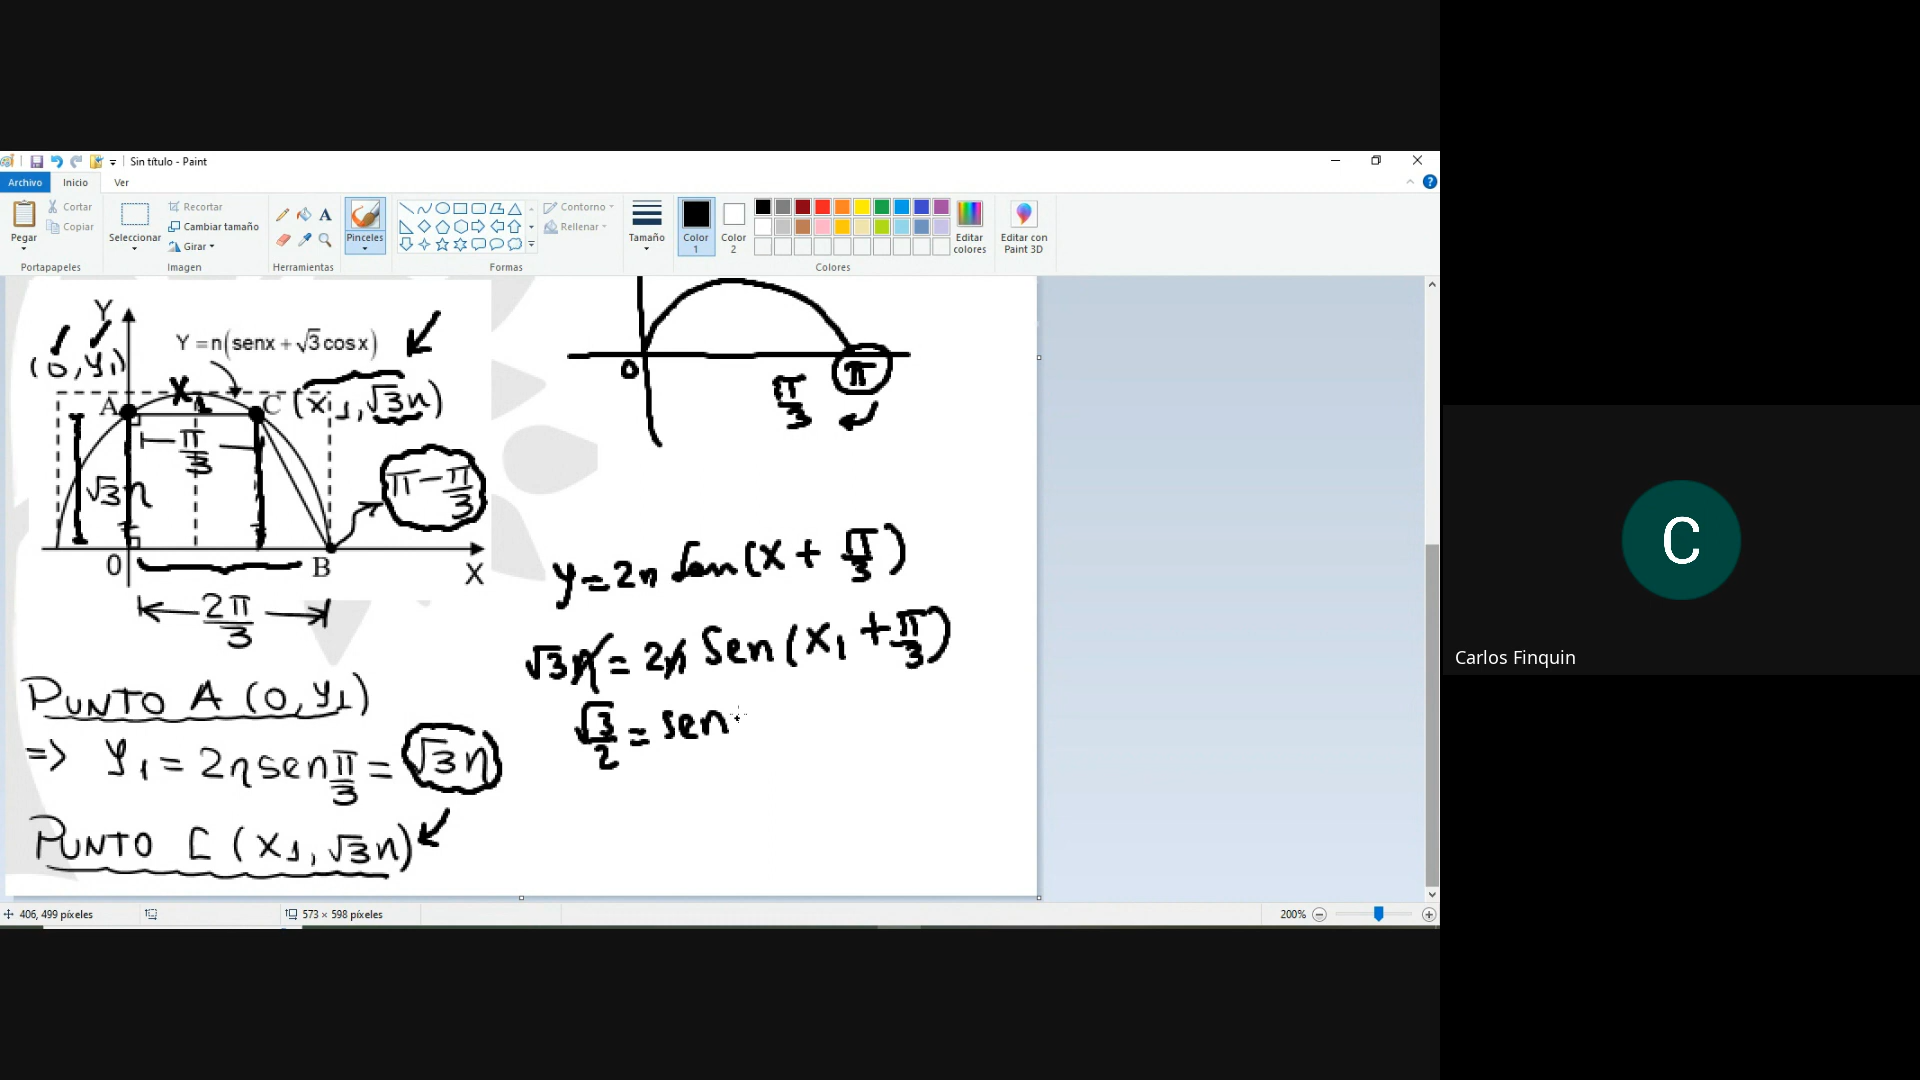 Sin título - Paint
Archivo Inicio Ver
Pegar
Cortar
Copiar
Portapapeles
Seleccionar
Recortar
Cambiar tamaño
Girar
Imagen
A
Herramientas
Pinceles
Contorno
Rellenar
Formas
Tamaño
Color 1
Color 2
Editar colores
Editar con Paint 3D
Colores
Y
Y = n(senx + √3 cosx)
(0, y₁)
A X₁ C (x₁, √3n)
π/3
√3n
π - π/3
0 B X
2π/3
PUNTO A (0, y₁)
=> y₁ = 2n sen π/3 = √3n
PUNTO C (x₁, √3n)
0 π/3 π
y = 2n sen(x + π/3)
√3n = 2n Sen(x₁ + π/3)
√3/2 = sen
406, 499 píxeles
573 × 598 píxeles
200%
C
Carlos Finquin